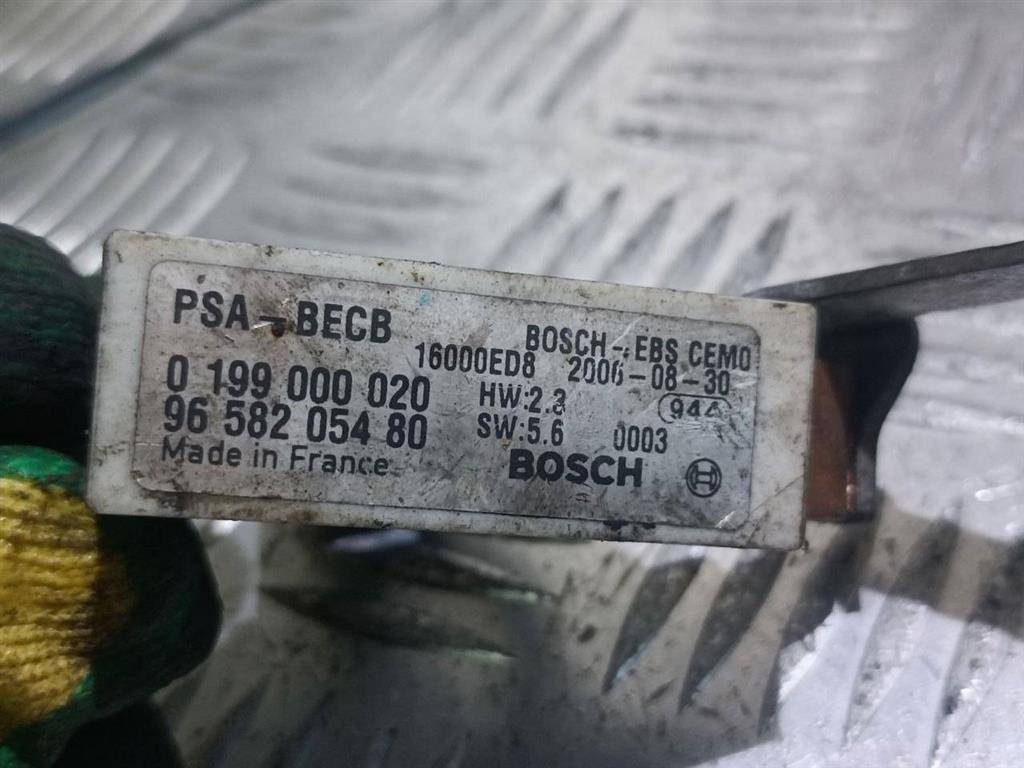 PSA-BECB
BOSCH-EBS CEMO
16000ED8 2006-08-30
0 199 000 020 HW:2.3 944
96 582 054 80 SW:5.6 0003
Made in France BOSCH